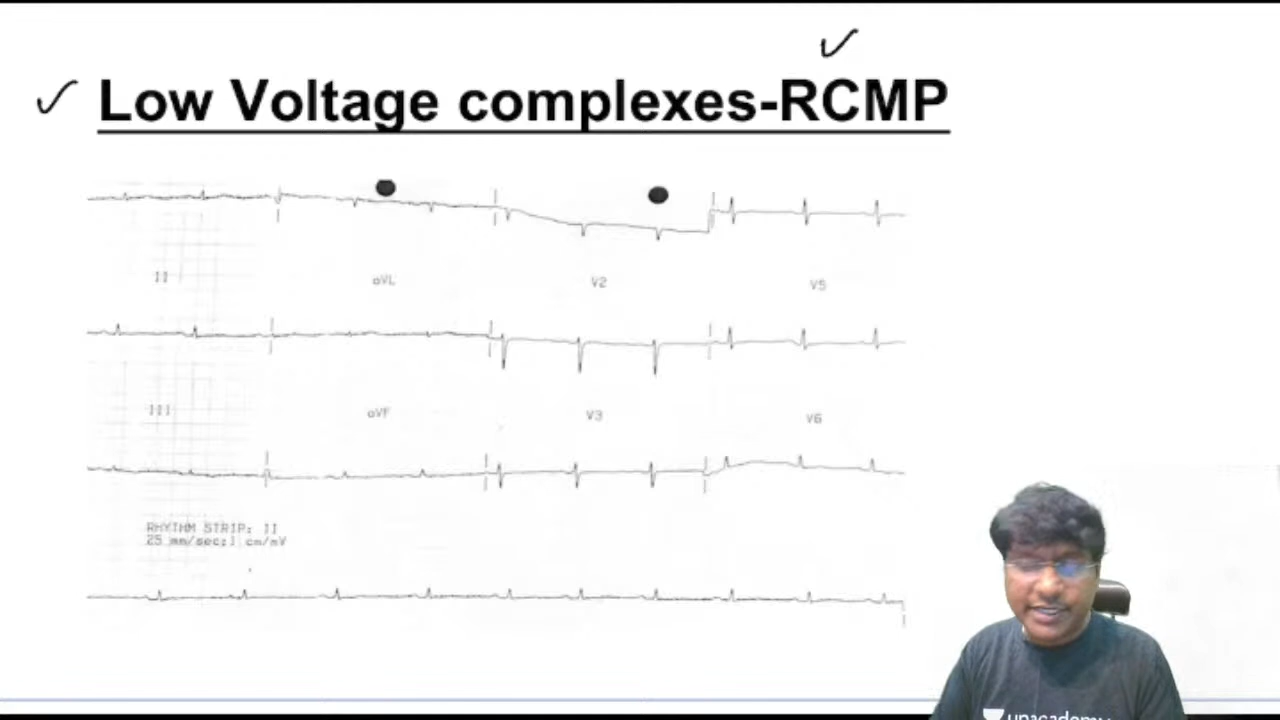 Low Voltage complexes-RCMP
II aVL V2 V5
III aVF V3 V6
RHYTHM STRIP: II
25 mm/sec;1 cm/mV
unacademy